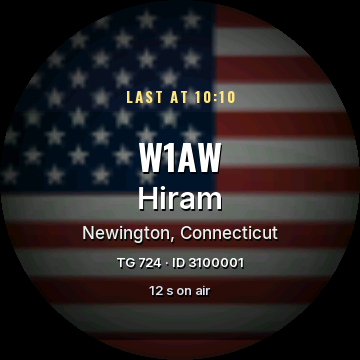 LAST AT 10:10
W1AW
Hiram
Newington, Connecticut
TG 724 · ID 3100001
12 s on air